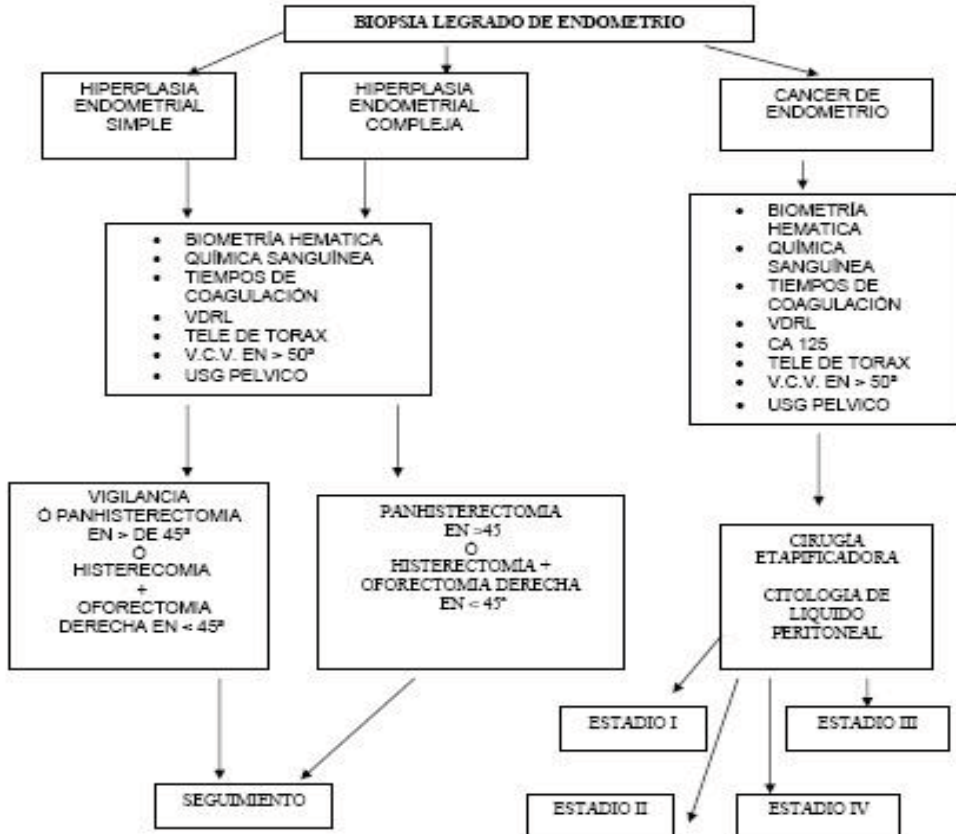 BIOPSIA LEGRADO DE ENDOMETRIO
HIPERPLASIA
ENDOMETRIAL
SIMPLE
HIPERPLASIA
ENDOMETRIAL
COMPLEJA
CANCER DE
ENDOMETRIO
• BIOMETRÍA HEMATICA
• QUÍMICA SANGUÍNEA
• TIEMPOS DE
COAGULACIÓN
• VDRL
• TELE DE TORAX
• V.C.V. EN > 50ª
• USG PELVICO
• BIOMETRÍA
HEMATICA
• QUÍMICA
SANGUÍNEA
• TIEMPOS DE
COAGULACIÓN
• VDRL
• CA 125
• TELE DE TORAX
• V.C.V. EN > 50ª
• USG PELVICO
VIGILANCIA
Ó PANHISTERECTOMIA
EN > DE 45ª
Ó
HISTERECOMIA
+
OFORECTOMIA
DERECHA EN < 45ª
PANHISTERECTOMIA
EN =45
Ó
HISTERECTOMÍA +
OFORECTOMIA DERECHA
EN < 45ª
CIRUGÍA
ETAPIFICADORA
CITOLOGIA DE
LIQUIDO
PERITONEAL
ESTADIO I
ESTADIO III
SEGUIMIENTO
ESTADIO II
ESTADIO IV